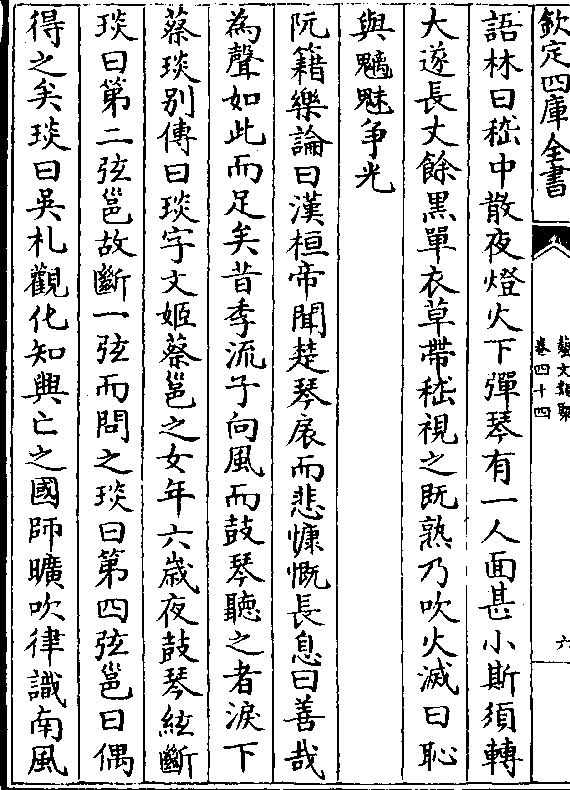 欽定四庫全書
藝文類聚
卷四十四
六
語林曰嵇中散夜燈火下彈琴有一人面甚小斯須轉
大遂長丈餘黑單衣草帶嵇視之既熟乃吹火滅曰恥
與魑魅爭光
阮籍樂論曰漢桓帝聞楚琴扆而悲慷慨長息曰善哉
為聲如此而足矣昔季流子向風而鼓琴聽之者淚下
蔡琰别傳曰琰字文姬蔡邕之女年六歳夜鼓琴絃斷
琰曰第二弦邕故斷一弦而問之琰曰第四弦邕曰偶
得之矣琰曰吳札觀化知興亡之國師曠吹律識南風